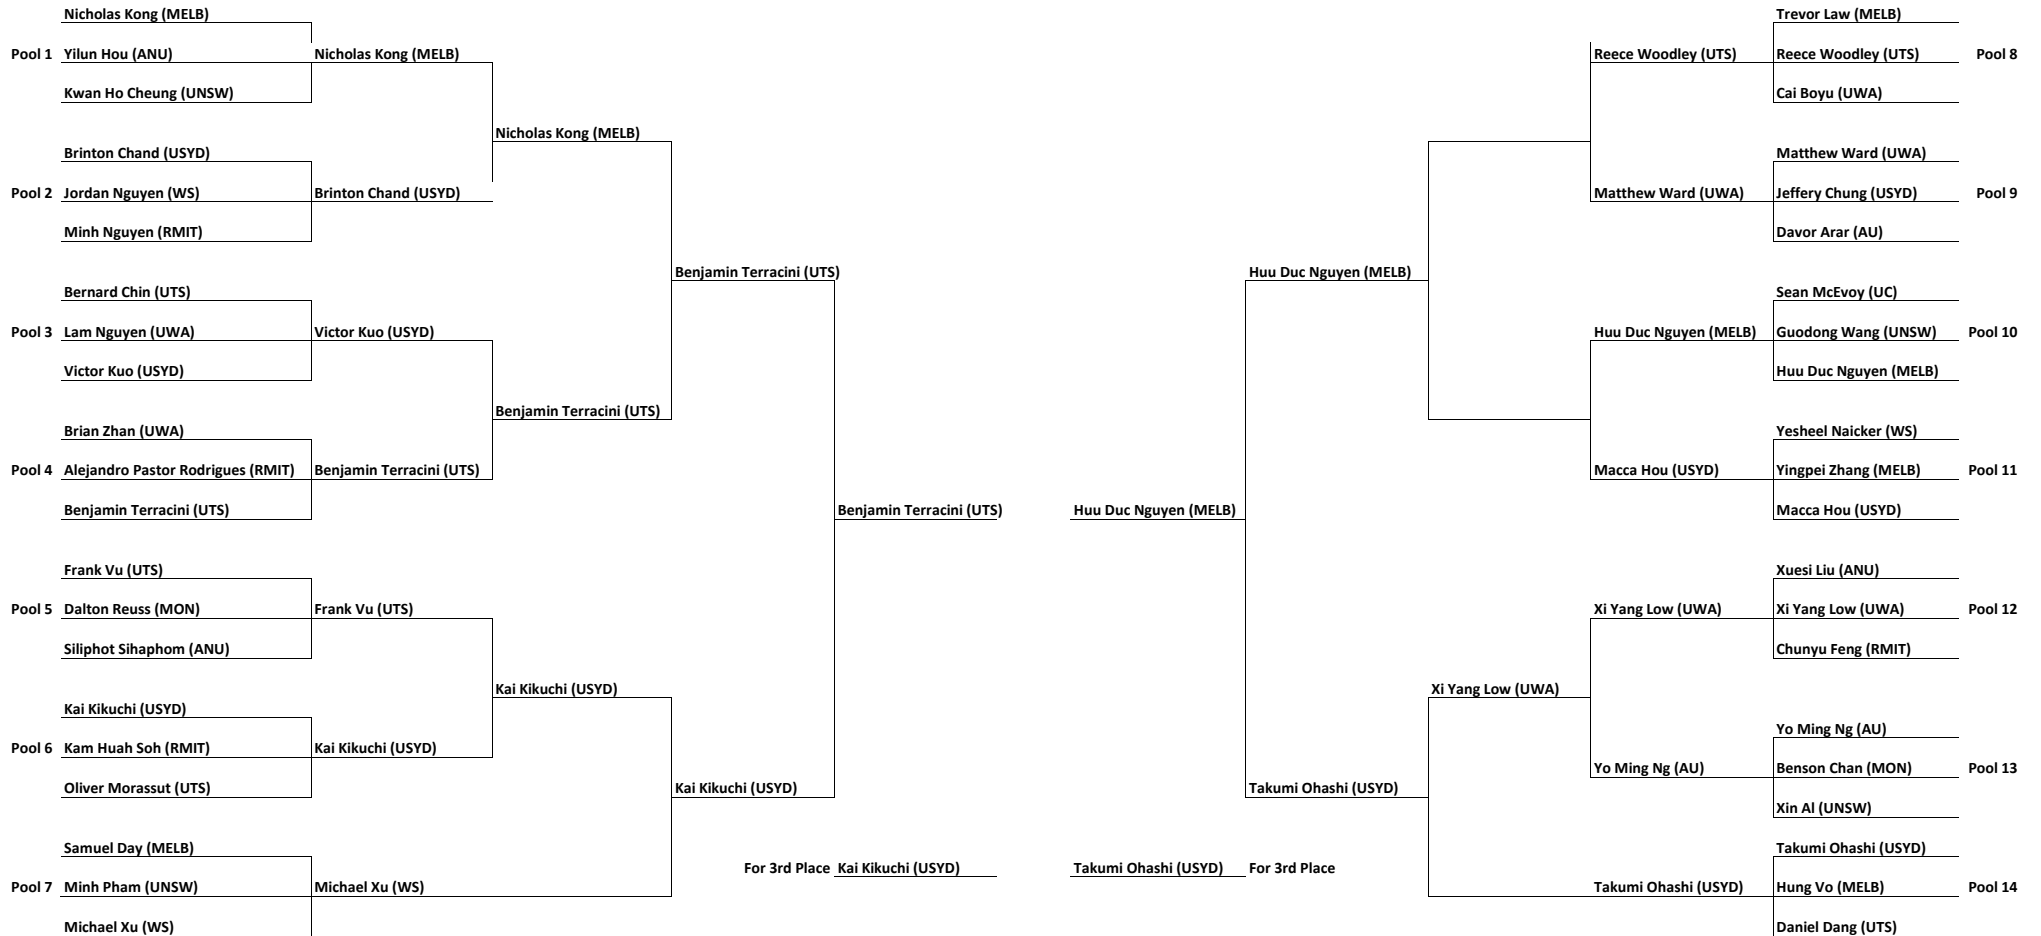 Nicholas Kong (MELB) Trevor Law (MELB)
Pool 1 Yilun Hou (ANU) Nicholas Kong (MELB) Reece Woodley (UTS) Reece Woodley (UTS) Pool 8
Kwan Ho Cheung (UNSW) Cai Boyu (UWA)
Nicholas Kong (MELB)
Brinton Chand (USYD) Matthew Ward (UWA)
Pool 2 Jordan Nguyen (WS) Brinton Chand (USYD) Matthew Ward (UWA) Jeffery Chung (USYD) Pool 9
Minh Nguyen (RMIT) Davor Arar (AU)
Benjamin Terracini (UTS) Huu Duc Nguyen (MELB)
Bernard Chin (UTS) Sean McEvoy (UC)
Pool 3 Lam Nguyen (UWA) Victor Kuo (USYD) Huu Duc Nguyen (MELB) Guodong Wang (UNSW) Pool 10
Victor Kuo (USYD) Huu Duc Nguyen (MELB)
Benjamin Terracini (UTS)
Brian Zhan (UWA) Yesheel Naicker (WS)
Pool 4 Alejandro Pastor Rodrigues (RMIT) Benjamin Terracini (UTS) Macca Hou (USYD) Yingpei Zhang (MELB) Pool 11
Benjamin Terracini (UTS) Benjamin Terracini (UTS) Huu Duc Nguyen (MELB) Macca Hou (USYD)
Frank Vu (UTS) Xuesi Liu (ANU)
Pool 5 Dalton Reuss (MON) Frank Vu (UTS) Xi Yang Low (UWA) Xi Yang Low (UWA) Pool 12
Siliphot Sihaphom (ANU) Chunyu Feng (RMIT)
Kai Kikuchi (USYD) Xi Yang Low (UWA)
Kai Kikuchi (USYD) Yo Ming Ng (AU)
Pool 6 Kam Huah Soh (RMIT) Kai Kikuchi (USYD) Yo Ming Ng (AU) Benson Chan (MON) Pool 13
Oliver Morassut (UTS) Kai Kikuchi (USYD) Takumi Ohashi (USYD) Xin Al (UNSW)
Samuel Day (MELB) Takumi Ohashi (USYD)
For 3rd Place Kai Kikuchi (USYD) Takumi Ohashi (USYD) For 3rd Place
Pool 7 Minh Pham (UNSW) Michael Xu (WS) Takumi Ohashi (USYD) Hung Vo (MELB) Pool 14
Michael Xu (WS) Daniel Dang (UTS)